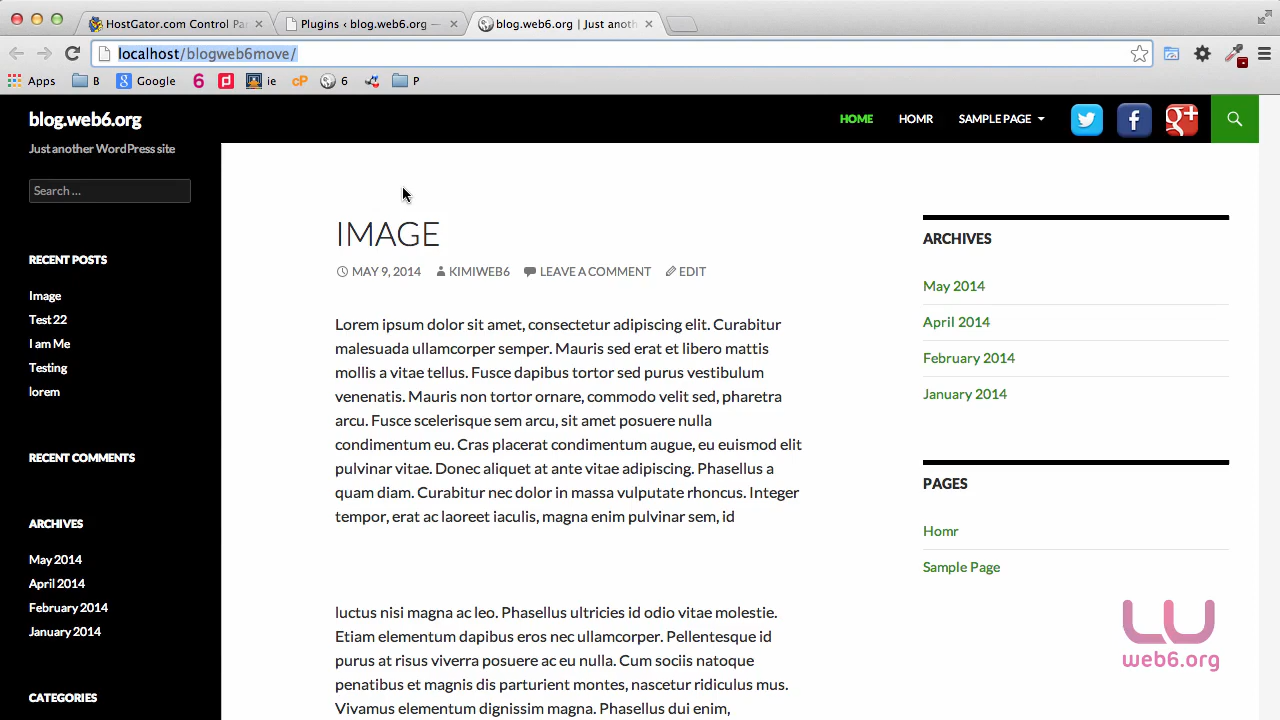 HostGator.com Control Pa
Plugins ‹ blog.web6.org —
blog.web6.org | Just anoth
localhost/blogweb6move/
Apps
B
Google
6
ie
cP
6
P
blog.web6.org
HOME
HOMR
SAMPLE PAGE
Just another WordPress site
Search ...
IMAGE
MAY 9, 2014
KIMIWEB6
LEAVE A COMMENT
EDIT
Lorem ipsum dolor sit amet, consectetur adipiscing elit. Curabitur
malesuada ullamcorper semper. Mauris sed erat et libero mattis
mollis a vitae tellus. Fusce dapibus tortor sed purus vestibulum
venenatis. Mauris non tortor ornare, commodo velit sed, pharetra
arcu. Fusce scelerisque sem arcu, sit amet posuere nulla
condimentum eu. Cras placerat condimentum augue, eu euismod elit
pulvinar vitae. Donec aliquet at ante vitae adipiscing. Phasellus a
quam diam. Curabitur nec dolor in massa vulputate rhoncus. Integer
tempor, erat ac laoreet iaculis, magna enim pulvinar sem, id
luctus nisi magna ac leo. Phasellus ultricies id odio vitae molestie.
Etiam elementum dapibus eros nec ullamcorper. Pellentesque id
purus at risus viverra posuere ac eu nulla. Cum sociis natoque
penatibus et magnis dis parturient montes, nascetur ridiculus mus.
Vivamus elementum dignissim magna. Phasellus dui enim,
RECENT POSTS
Image
Test 22
I am Me
Testing
lorem
RECENT COMMENTS
ARCHIVES
May 2014
April 2014
February 2014
January 2014
CATEGORIES
ARCHIVES
May 2014
April 2014
February 2014
January 2014
PAGES
Homr
Sample Page
web6.org